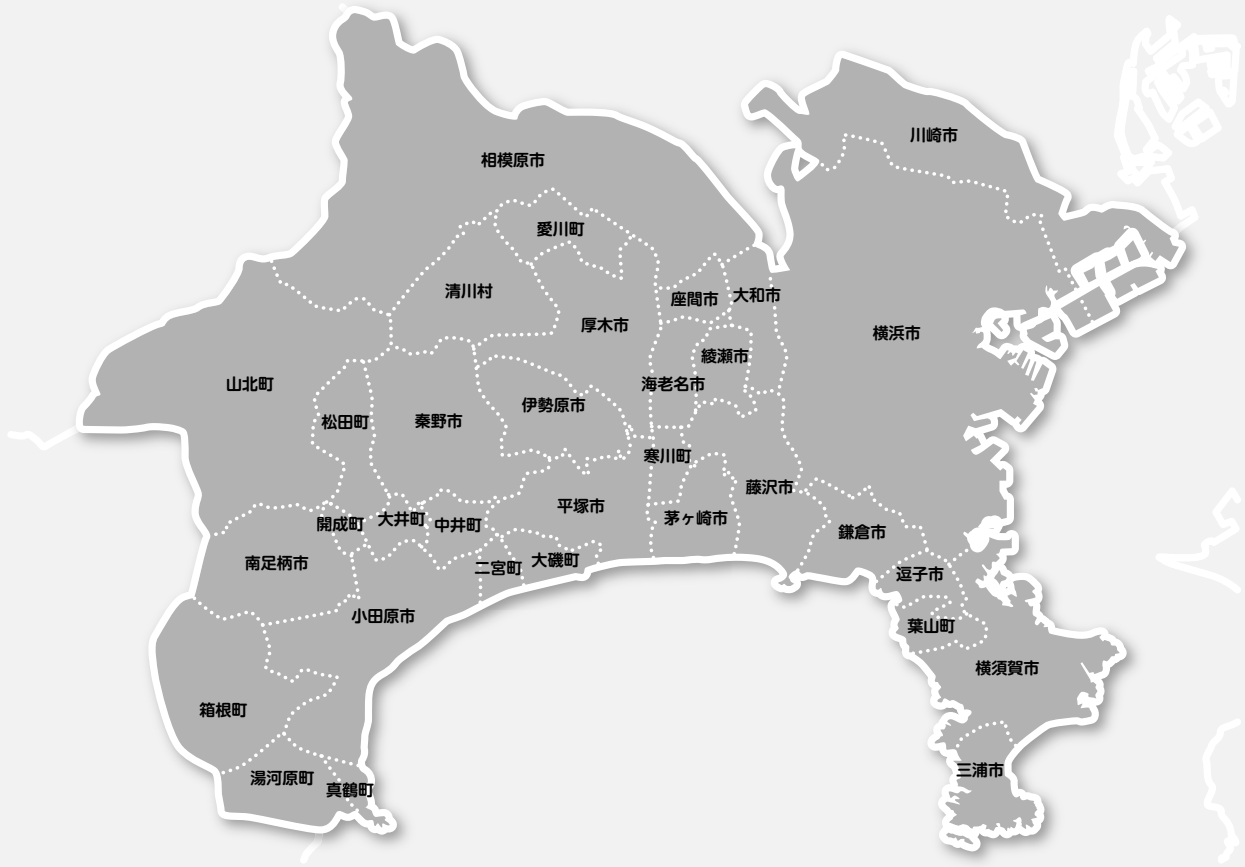 川崎市
相模原市
愛川町
清川村
座間市
大和市
厚木市
横浜市
綾瀬市
山北町
海老名市
伊勢原市
松田町
秦野市
寒川町
藤沢市
平塚市
茅ヶ崎市
開成町
大井町
中井町
鎌倉市
南足柄市
二宮町
大磯町
逗子市
小田原市
葉山町
横須賀市
箱根町
三浦市
湯河原町
真鶴町